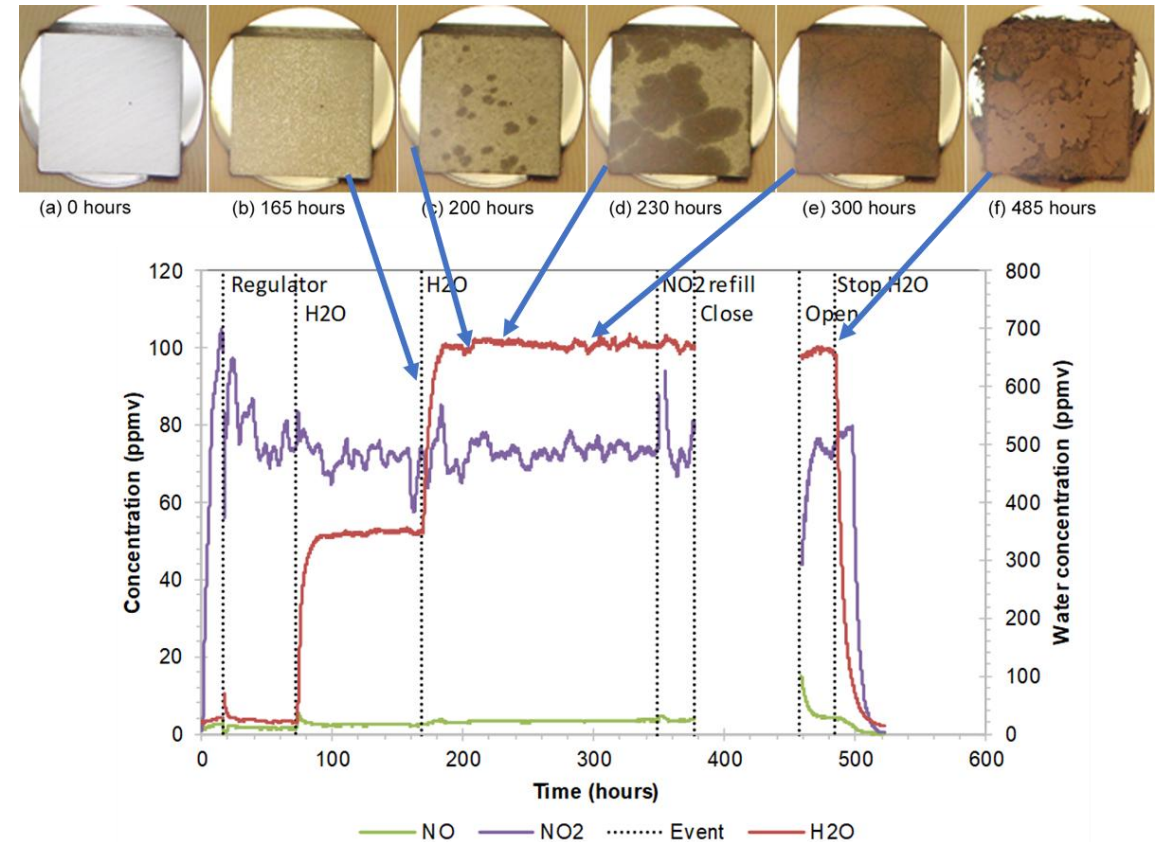 (a) 0 hours
(b) 165 hours
(c) 200 hours
(d) 230 hours
(e) 300 hours
(f) 485 hours
120
100
80
60
40
20
0
Concentration (ppmv)
Regulator
H2O
H2O
NO2 refill
Close
Open
Stop H2O
800
700
600
500
400
300
200
100
0
Water concentration (ppmv)
0
100
200
300
400
500
600
Time (hours)
NO
NO2
Event
H2O